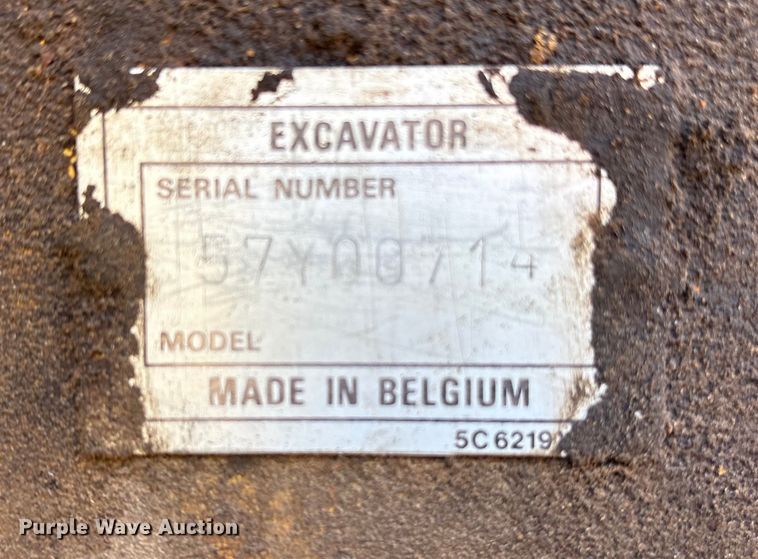 EXCAVATOR
SERIAL NUMBER
57Y00714
MODEL
MADE IN BELGIUM
5C6219
Purple Wave Auction